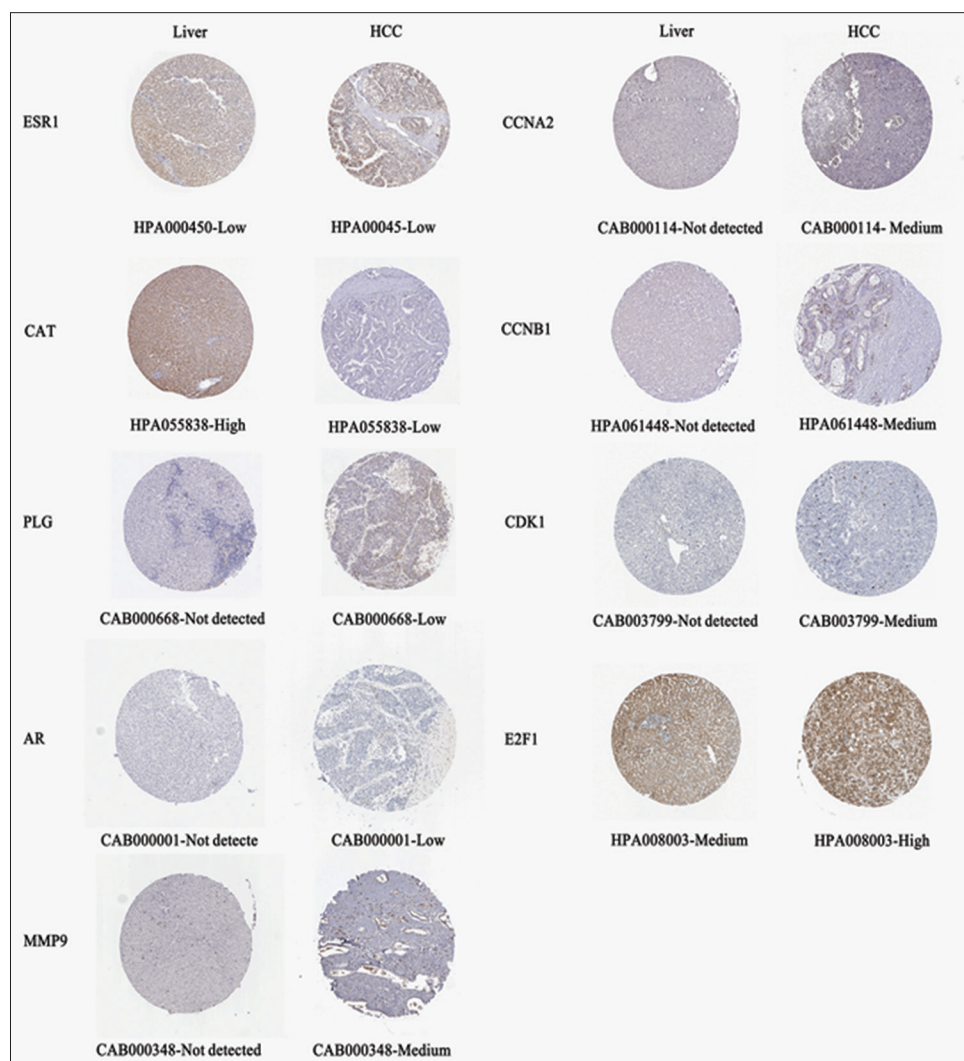 Liver HCC Liver HCC
ESR1 CCNA2
HPA000450-Low HPA00045-Low CAB000114-Not detected CAB000114- Medium
CAT CCNB1
HPA055838-High HPA055838-Low HPA061448-Not detected HPA061448-Medium
PLG CDK1
CAB000668-Not detected CAB000668-Low CAB003799-Not detected CAB003799-Medium
AR E2F1
CAB000001-Not detecte CAB000001-Low HPA008003-Medium HPA008003-High
MMP9
CAB000348-Not detected CAB000348-Medium